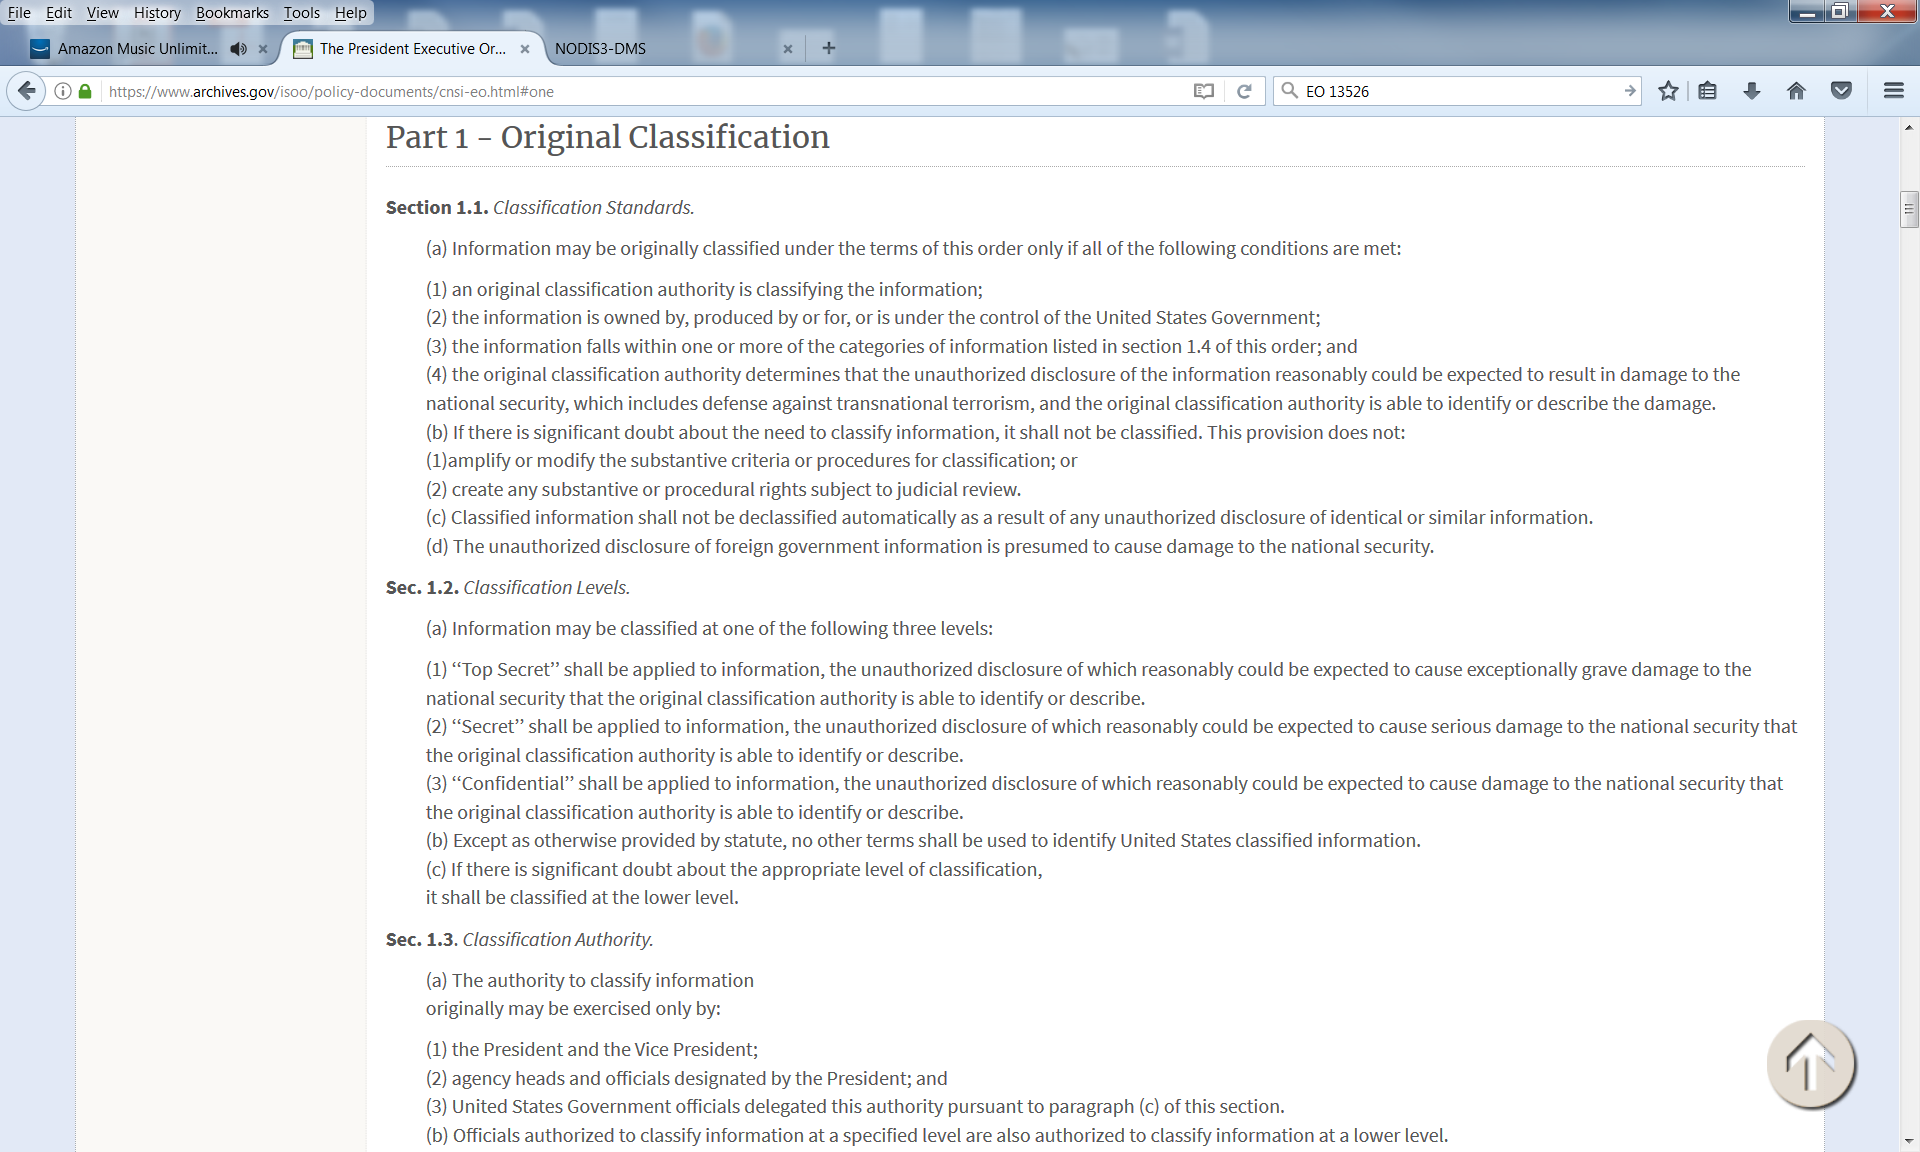 File Edit View History Bookmarks Tools Help
Amazon Music Unlimit...
The President Executive Or...
NODIS3-DMS
https://www.archives.gov/isoo/policy-documents/cnsi-eo.html#one
EO 13526
Part 1 – Original Classification
Section 1.1. Classification Standards.
(a) Information may be originally classified under the terms of this order only if all of the following conditions are met:
(1) an original classification authority is classifying the information;
(2) the information is owned by, produced by or for, or is under the control of the United States Government;
(3) the information falls within one or more of the categories of information listed in section 1.4 of this order; and
(4) the original classification authority determines that the unauthorized disclosure of the information reasonably could be expected to result in damage to the
national security, which includes defense against transnational terrorism, and the original classification authority is able to identify or describe the damage.
(b) If there is significant doubt about the need to classify information, it shall not be classified. This provision does not:
(1)amplify or modify the substantive criteria or procedures for classification; or
(2) create any substantive or procedural rights subject to judicial review.
(c) Classified information shall not be declassified automatically as a result of any unauthorized disclosure of identical or similar information.
(d) The unauthorized disclosure of foreign government information is presumed to cause damage to the national security.
Sec. 1.2. Classification Levels.
(a) Information may be classified at one of the following three levels:
(1) ‘‘Top Secret’’ shall be applied to information, the unauthorized disclosure of which reasonably could be expected to cause exceptionally grave damage to the
national security that the original classification authority is able to identify or describe.
(2) ‘‘Secret’’ shall be applied to information, the unauthorized disclosure of which reasonably could be expected to cause serious damage to the national security that
the original classification authority is able to identify or describe.
(3) ‘‘Confidential’’ shall be applied to information, the unauthorized disclosure of which reasonably could be expected to cause damage to the national security that
the original classification authority is able to identify or describe.
(b) Except as otherwise provided by statute, no other terms shall be used to identify United States classified information.
(c) If there is significant doubt about the appropriate level of classification,
it shall be classified at the lower level.
Sec. 1.3. Classification Authority.
(a) The authority to classify information
originally may be exercised only by:
(1) the President and the Vice President;
(2) agency heads and officials designated by the President; and
(3) United States Government officials delegated this authority pursuant to paragraph (c) of this section.
(b) Officials authorized to classify information at a specified level are also authorized to classify information at a lower level.